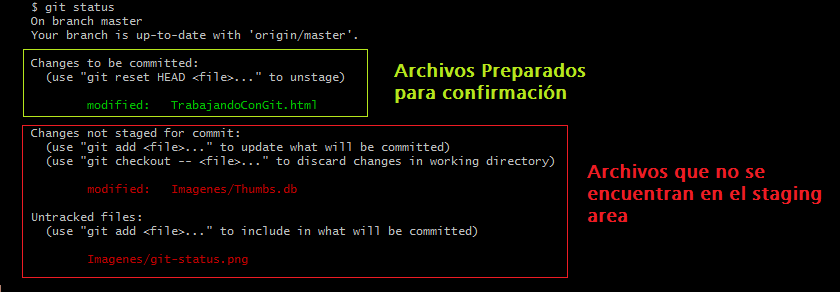 $ git status
On branch master
Your branch is up-to-date with 'origin/master'.
Changes to be committed:
(use "git reset HEAD <file>..." to unstage)
modified: TrabajandoConGit.html
Archivos Preparados
para confirmación
Changes not staged for commit:
(use "git add <file>..." to update what will be committed)
(use "git checkout -- <file>..." to discard changes in working directory)
modified: Imagenes/Thumbs.db
Untracked files:
(use "git add <file>..." to include in what will be committed)
Imagenes/git-status.png
Archivos que no se
encuentran en el staging
area